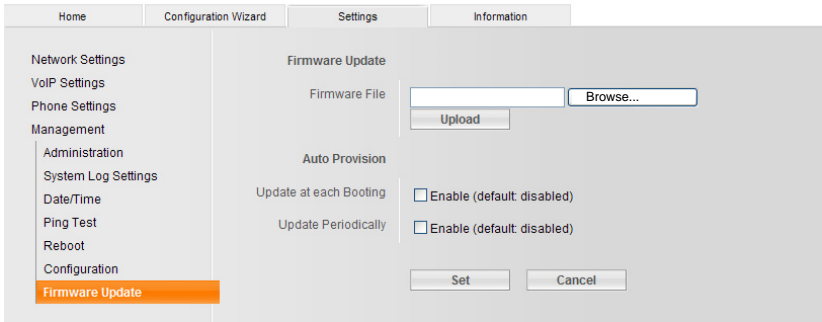 Home
Configuration Wizard
Settings
Information
Network Settings
VoIP Settings
Phone Settings
Management
Administration
System Log Settings
Date/Time
Ping Test
Reboot
Configuration
Firmware Update
Firmware Update
Firmware File
Browse...
Upload
Auto Provision
Update at each Booting
Enable (default: disabled)
Update Periodically
Enable (default: disabled)
Set
Cancel